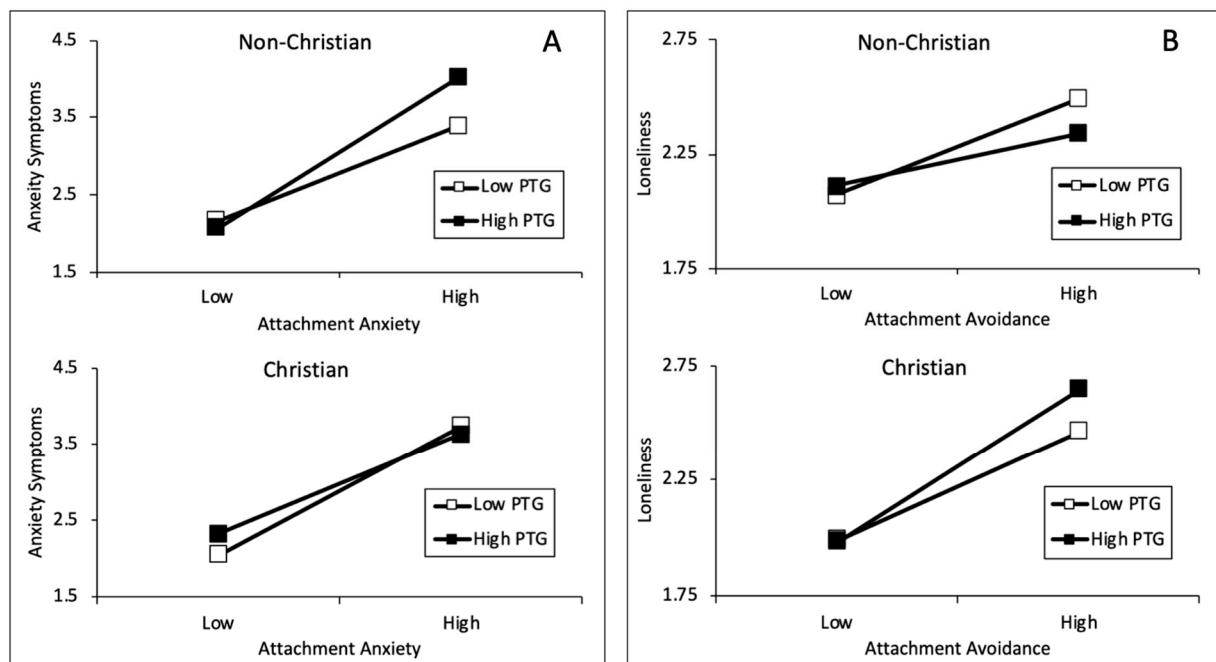 A
Non-Christian
4.5
3.5
2.5
1.5
Anxeity Symptoms
Low PTG
High PTG
Low
High
Attachment Anxiety
Christian
4.5
3.5
2.5
1.5
Anxiety Symptoms
Low PTG
High PTG
Low
High
Attachment Anxiety
B
Non-Christian
2.75
2.25
1.75
Loneliness
Low PTG
High PTG
Low
High
Attachment Avoidance
Christian
2.75
2.25
1.75
Loneliness
Low PTG
High PTG
Low
High
Attachment Avoidance